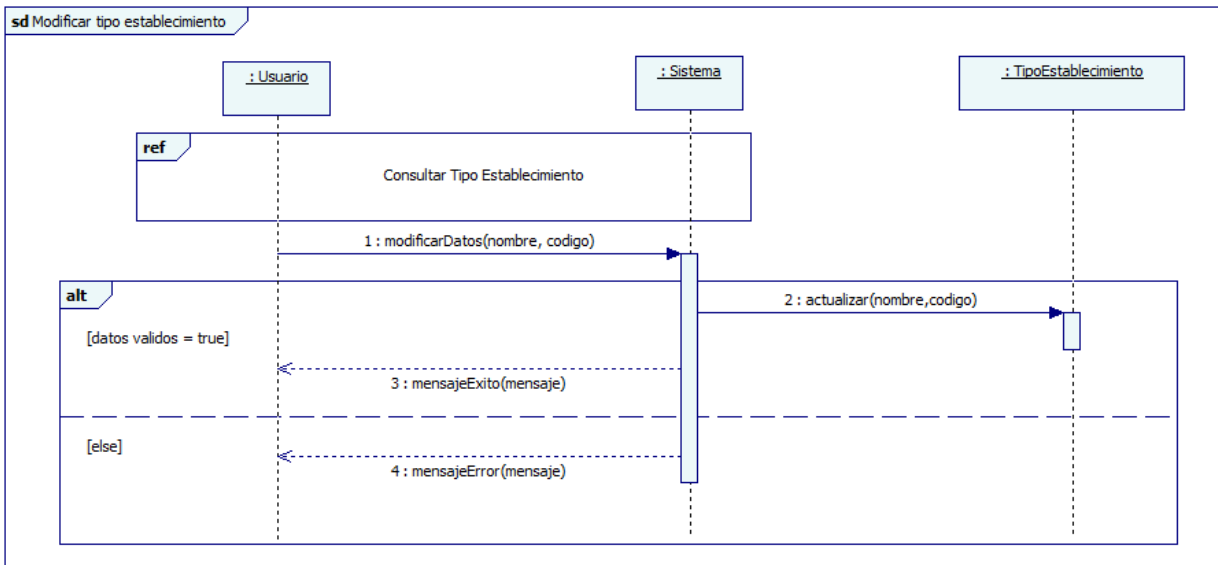 sd Modificar tipo establecimiento
: Usuario
: Sistema
: TipoEstablecimiento
ref
Consultar Tipo Establecimiento
1 : modificarDatos(nombre, codigo)
alt
2 : actualizar(nombre,codigo)
[datos validos = true]
3 : mensajeExito(mensaje)
[else]
4 : mensajeError(mensaje)